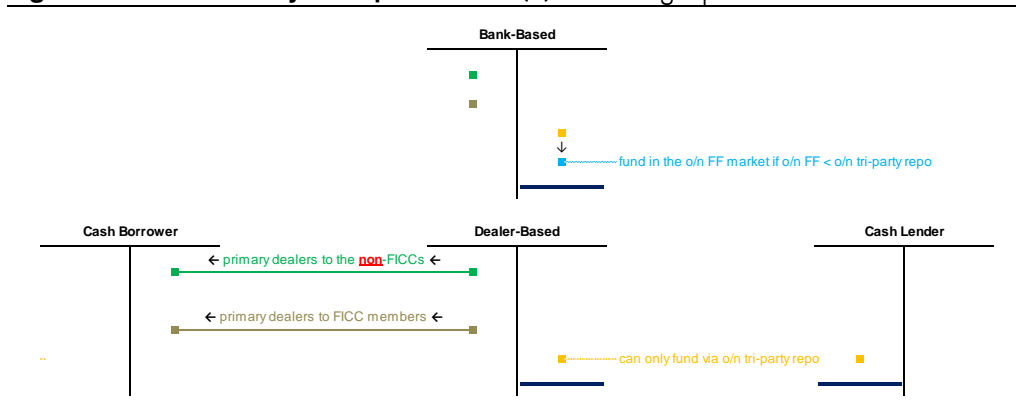 Bank-Based
↓
fund in the o/n FF market if o/n FF < o/n tri-party repo
Cash Borrower
Dealer-Based
Cash Lender
← primary dealers to the non-FICCs ←
← primary dealers to FICC members ←
can only fund via o/n tri-party repo